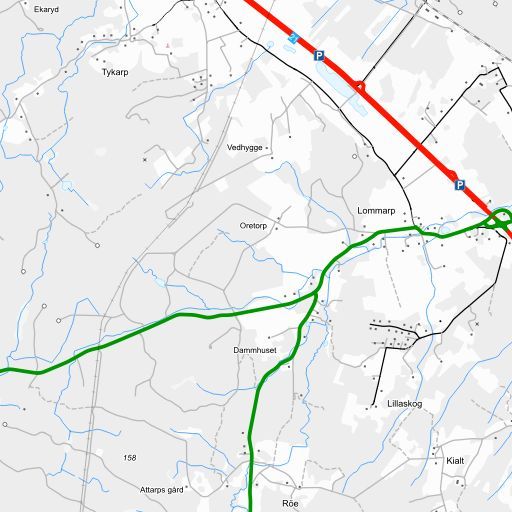 Ekaryd
P
Tykarp
Vedhygge
P
Lommarp
Oretorp
Dammhuset
Lillaskog
158
Kialt
Attarps gård
Röe